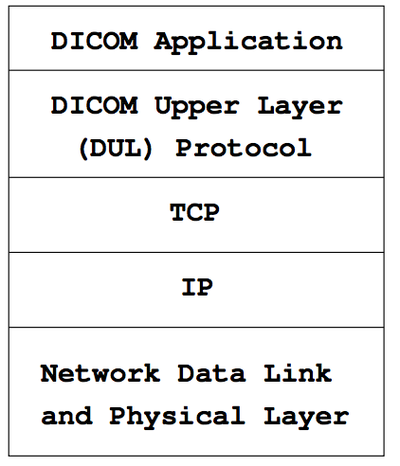 DICOM Application
DICOM Upper Layer
(DUL) Protocol
TCP
IP
Network Data Link
and Physical Layer